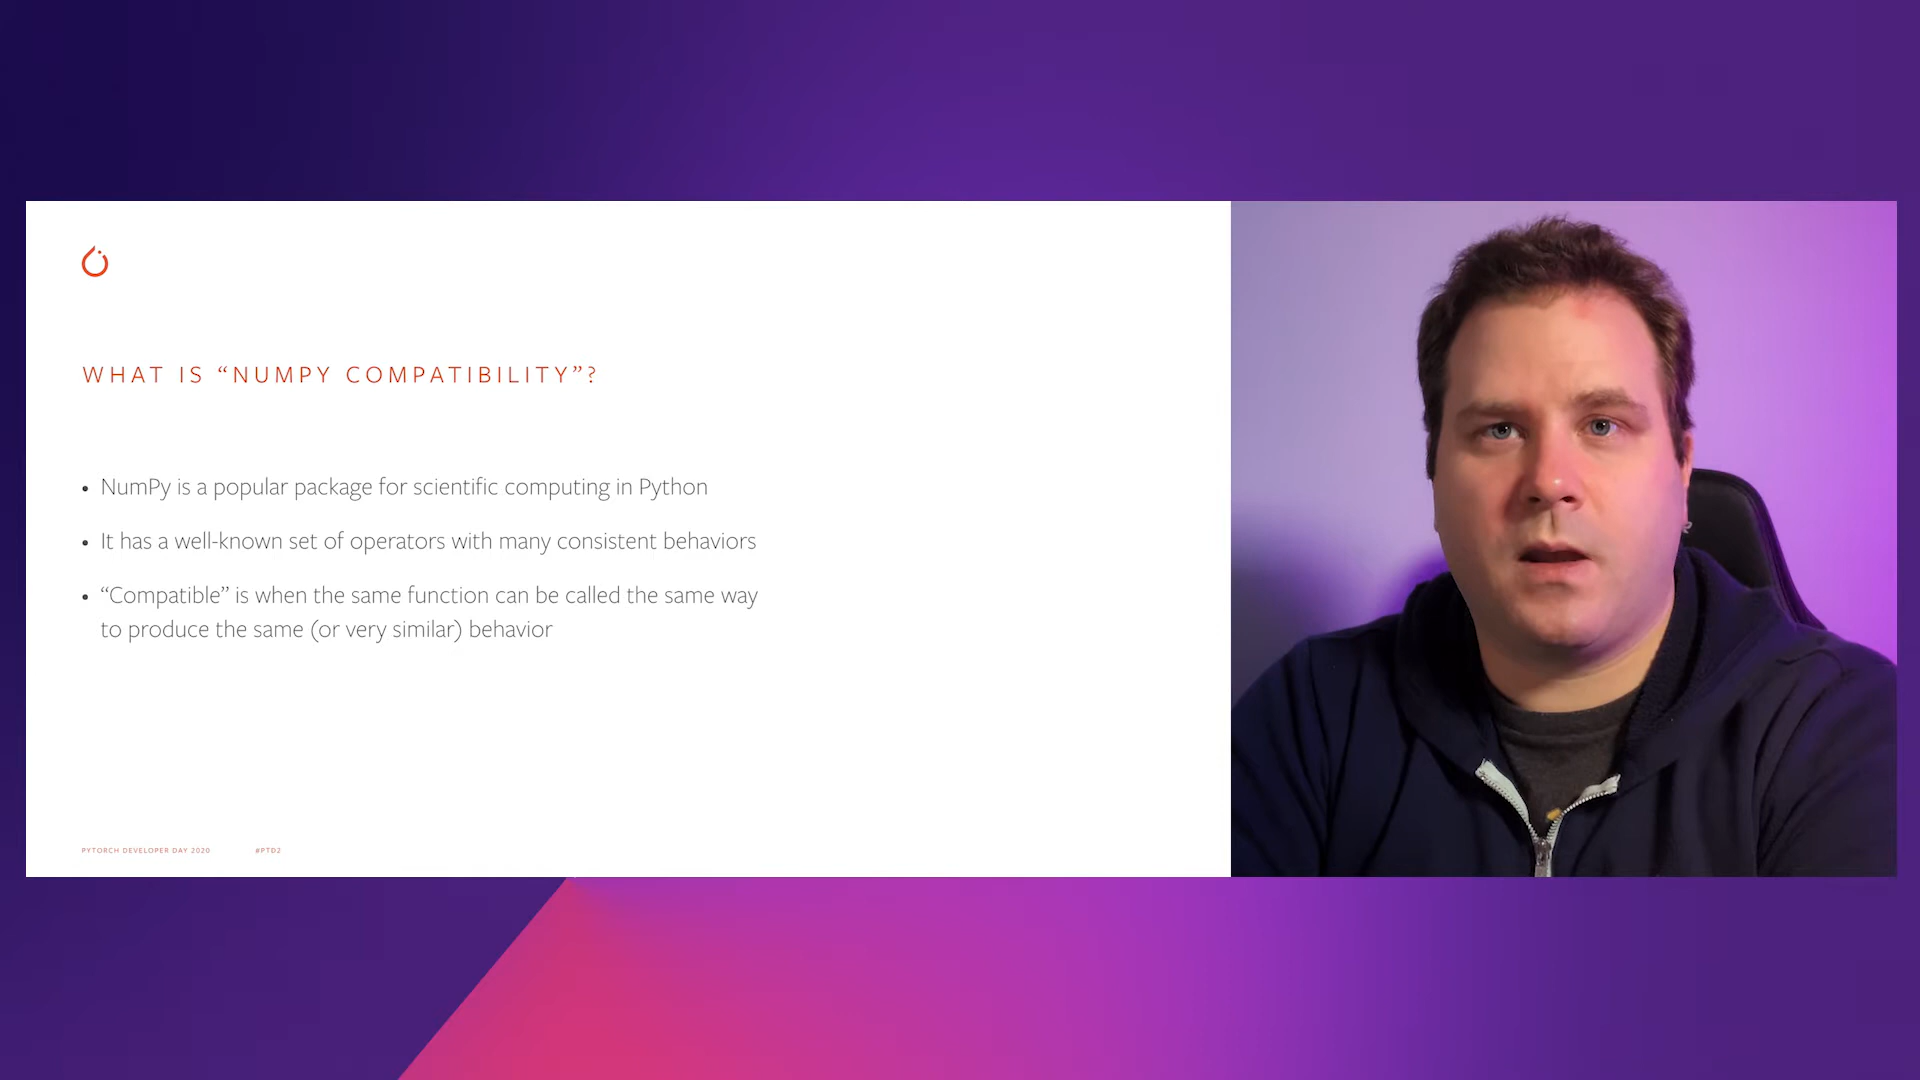 WHAT IS “NUMPY COMPATIBILITY”?
• NumPy is a popular package for scientific computing in Python
• It has a well-known set of operators with many consistent behaviors
• “Compatible” is when the same function can be called the same way
to produce the same (or very similar) behavior
PYTORCH DEVELOPER DAY 2020 #PTD2